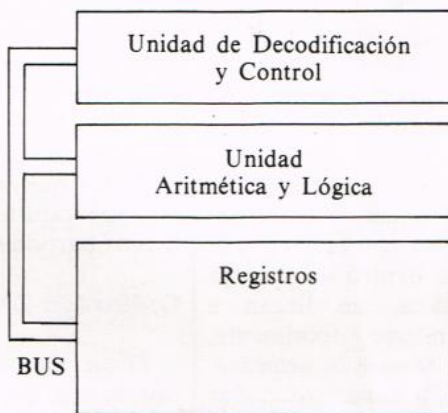 Unidad de Decodificación
y Control
Unidad
Aritmética y Lógica
Registros
BUS